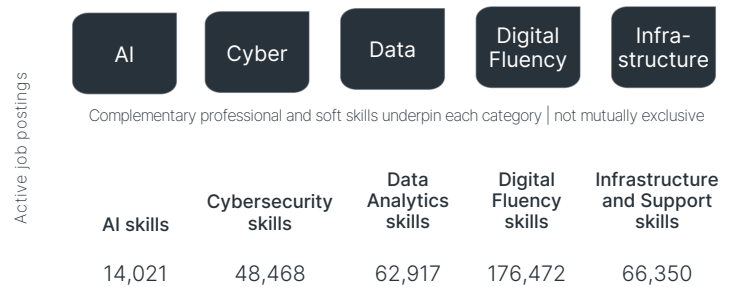 AI
Cyber
Data
Digital
Fluency
Infra-
structure
Complementary professional and soft skills underpin each category | not mutually exclusive
Active job postings
AI skills
Cybersecurity
skills
Data
Analytics
skills
Digital
Fluency
skills
Infrastructure
and Support
skills
14,021
48,468
62,917
176,472
66,350